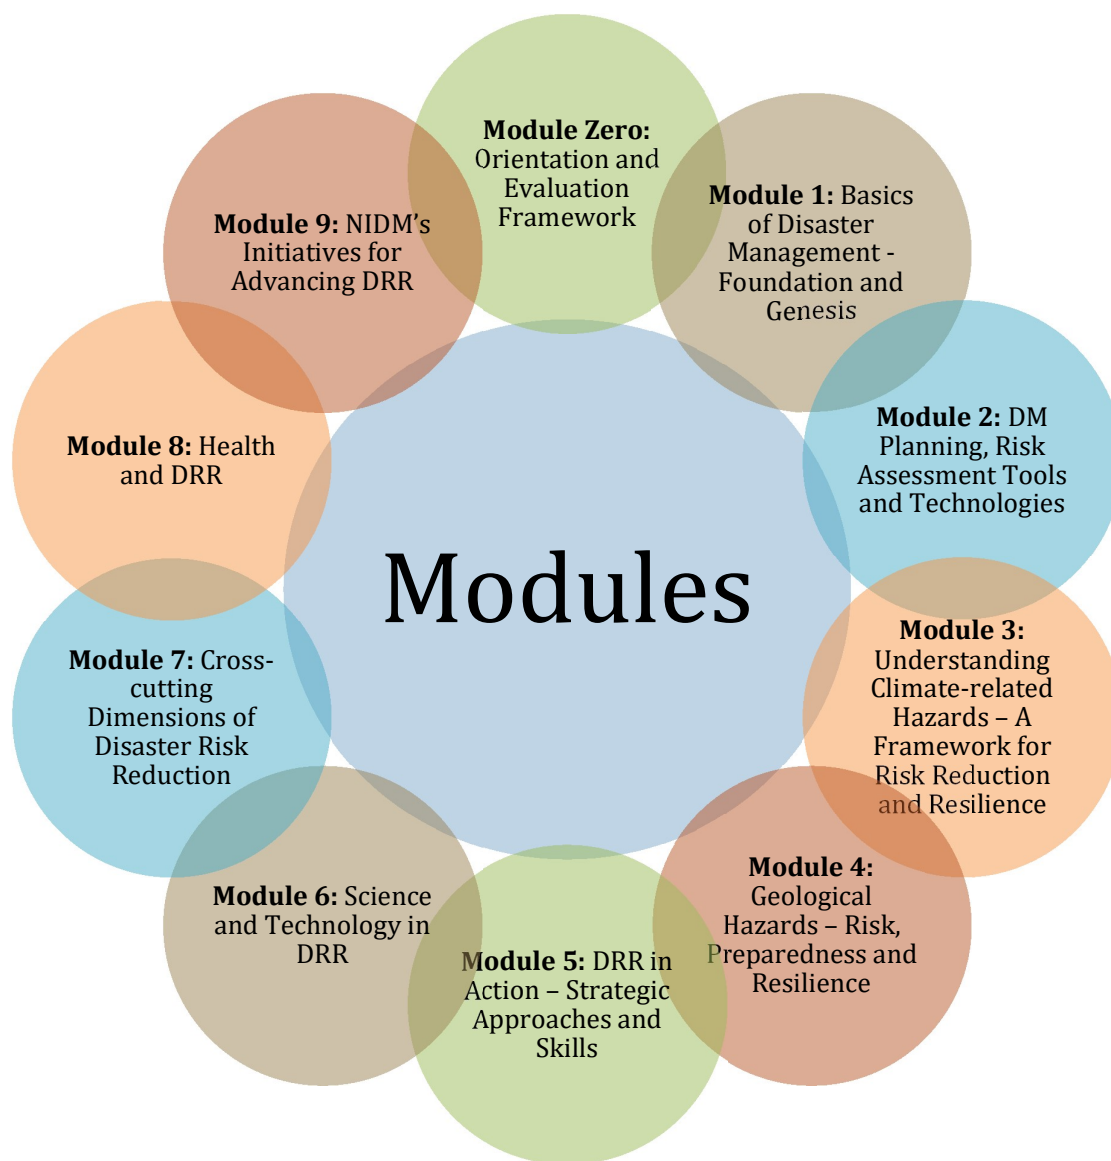 Module Zero:
Orientation and
Evaluation
Framework
Module 1: Basics
of Disaster
Management -
Foundation and
Genesis
Module 2: DM
Planning, Risk
Assessment Tools
and Technologies
Module 3:
Understanding
Climate-related
Hazards – A
Framework for
Risk Reduction
and Resilience
Module 4:
Geological
Hazards – Risk,
Preparedness and
Resilience
Module 5: DRR in
Action – Strategic
Approaches and
Skills
Module 6: Science
and Technology in
DRR
Module 7: Cross-
cutting
Dimensions of
Disaster Risk
Reduction
Module 8: Health
and DRR
Module 9: NIDM’s
Initiatives for
Advancing DRR
Modules